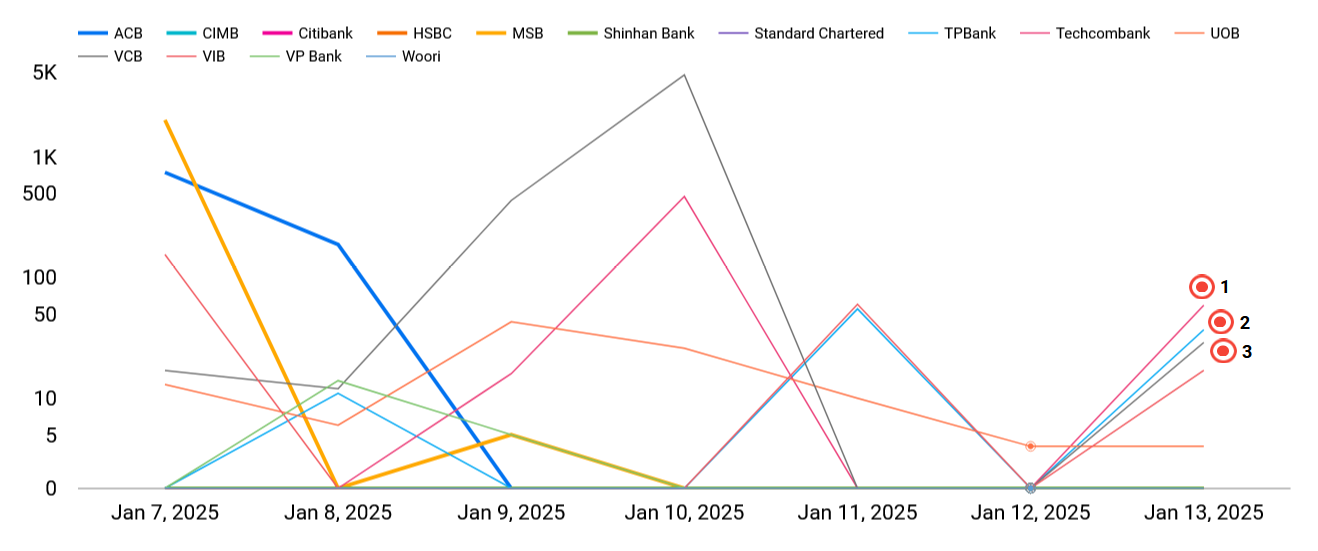 ACB CIMB Citibank HSBC MSB Shinhan Bank Standard Chartered TPBank Techcombank UOB
VCB VIB VP Bank Woori
5K
1K
500
100
50
10
5
0
1
2
3
Jan 7, 2025 Jan 8, 2025 Jan 9, 2025 Jan 10, 2025 Jan 11, 2025 Jan 12, 2025 Jan 13, 2025